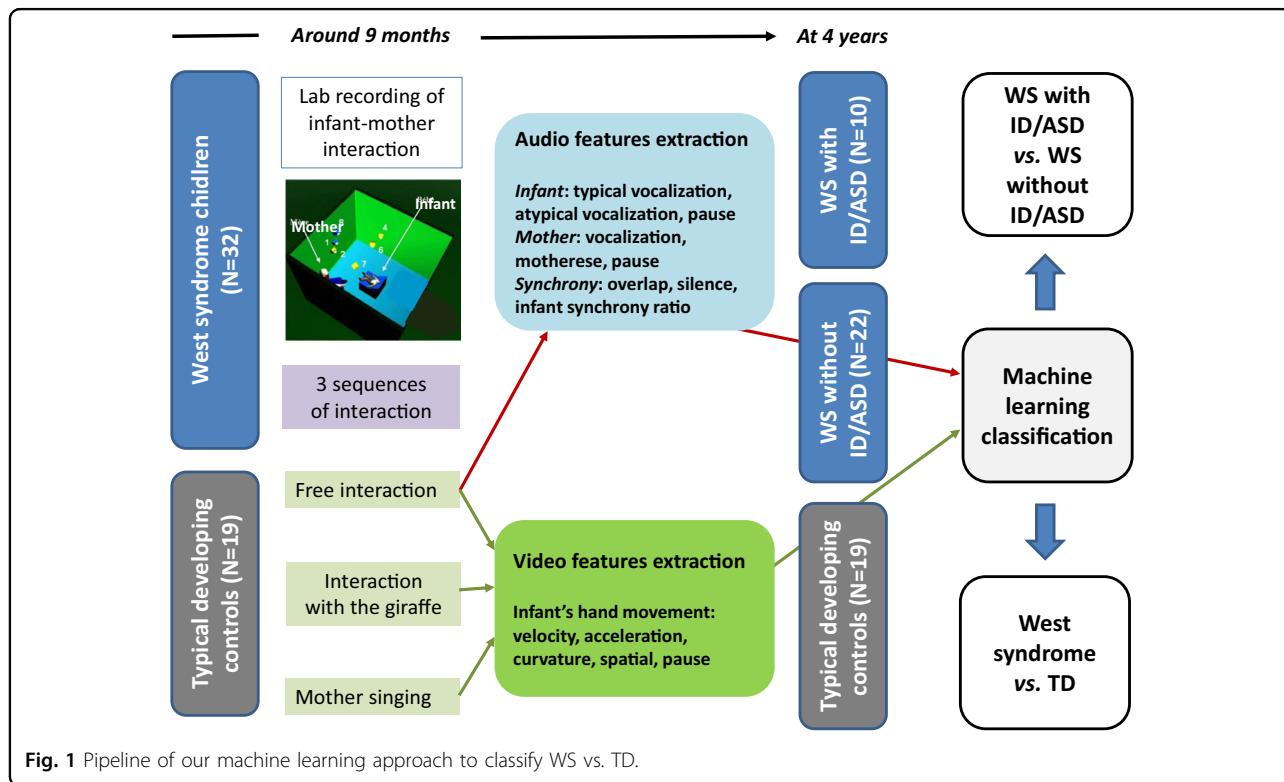 Around 9 months
At 4 years
West syndrome chidlren
(N=32)
Typical developing
controls (N=19)
Lab recording of
infant-mother
interaction
Mother
Infant
3 sequences
of interaction
Free interaction
Interaction
with the giraffe
Mother singing
Audio features extraction
Infant: typical vocalization,
atypical vocalization, pause
Mother: vocalization,
motherese, pause
Synchrony: overlap, silence,
infant synchrony ratio
Video features extraction
Infant's hand movement:
velocity, acceleration,
curvature, spatial, pause
WS with
ID/ASD (N=10)
WS without
ID/ASD (N=22)
Typical developing
controls (N=19)
WS with
ID/ASD
vs. WS
without
ID/ASD
Machine
learning
classification
West
syndrome
vs. TD
Fig. 1 Pipeline of our machine learning approach to classify WS vs. TD.